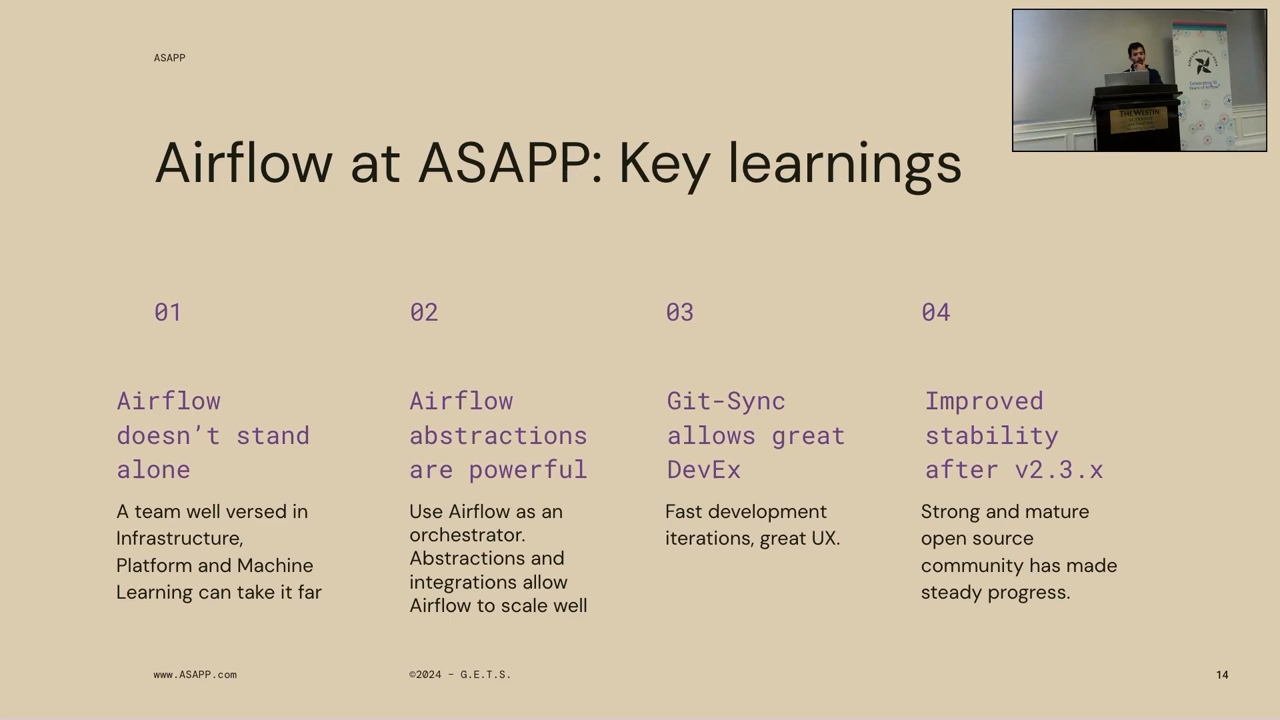 ASAPP
Airflow at ASAPP: Key learnings
01
Airflow
doesn’t stand
alone
A team well versed in
Infrastructure,
Platform and Machine
Learning can take it far
02
Airflow
abstractions
are powerful
Use Airflow as an
orchestrator.
Abstractions and
integrations allow
Airflow to scale well
03
Git-Sync
allows great
DevEx
Fast development
iterations, great UX.
04
Improved
stability
after v2.3.x
Strong and mature
open source
community has made
steady progress.
www.ASAPP.com
©2024 – G.E.T.S.
14
THE WESTIN